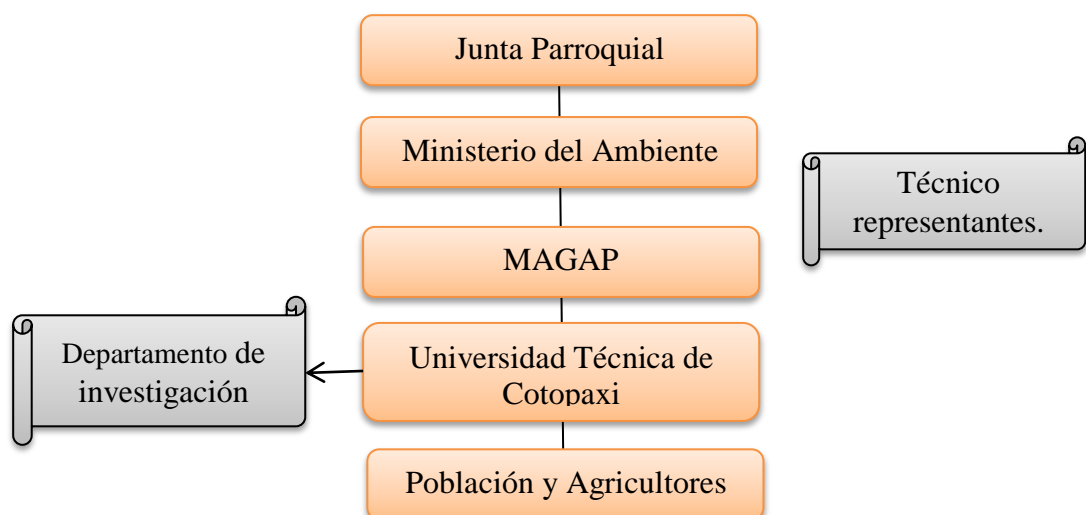 Junta Parroquial
Ministerio del Ambiente
Técnico
representantes.
MAGAP
Departamento de
investigación
Universidad Técnica de
Cotopaxi
Población y Agricultores